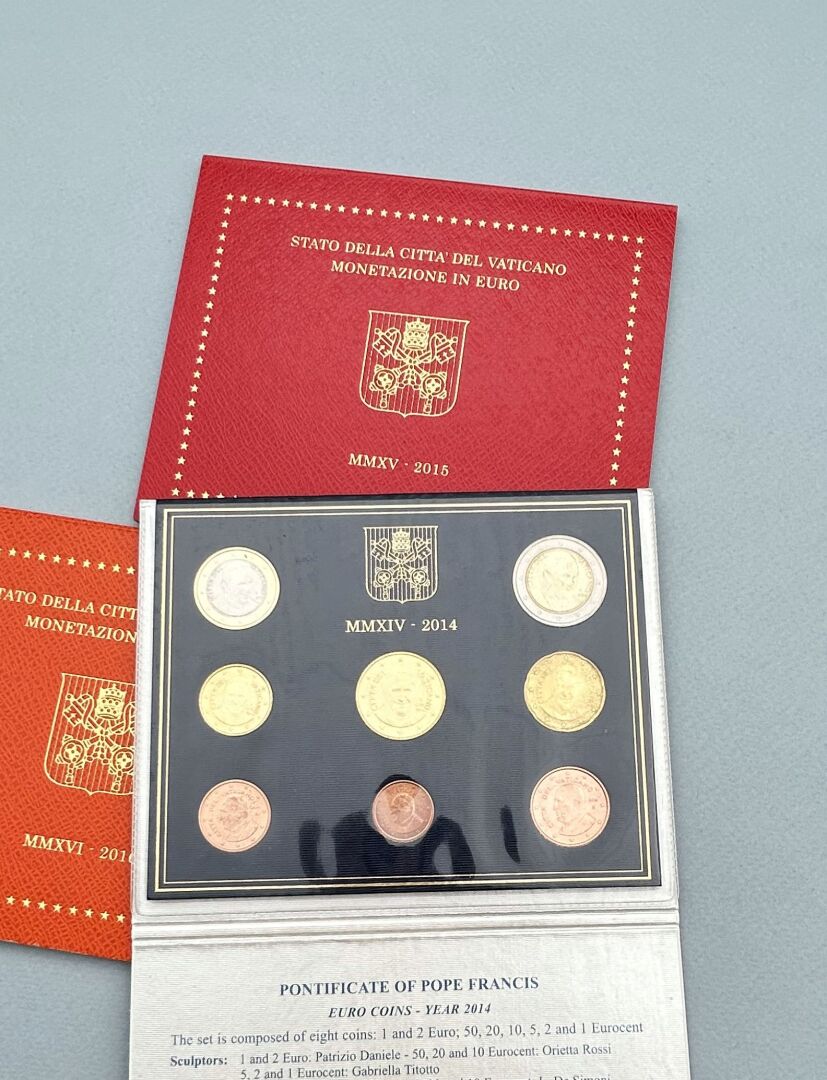 STATO DELLA CITTA' DEL VATICANO
MONETAZIONE IN EURO
MMXV - 2015
DELLA
MONETAZION
MMXVI - 201
MMXIV - 2014
PONTIFICATE OF POPE FRANCIS
EURO COINS - YEAR 2014
The set is composed of eight coins: 1 and 2 Euro; 50, 20, 10, 5, 2 and 1 Eurocent
Sculptors: 1 and 2 Euro: Patrizio Daniele - 50, 20 and 10 Eurocent: Orietta Rossi
5, 2 and 1 Eurocent: Gabriella Titotto